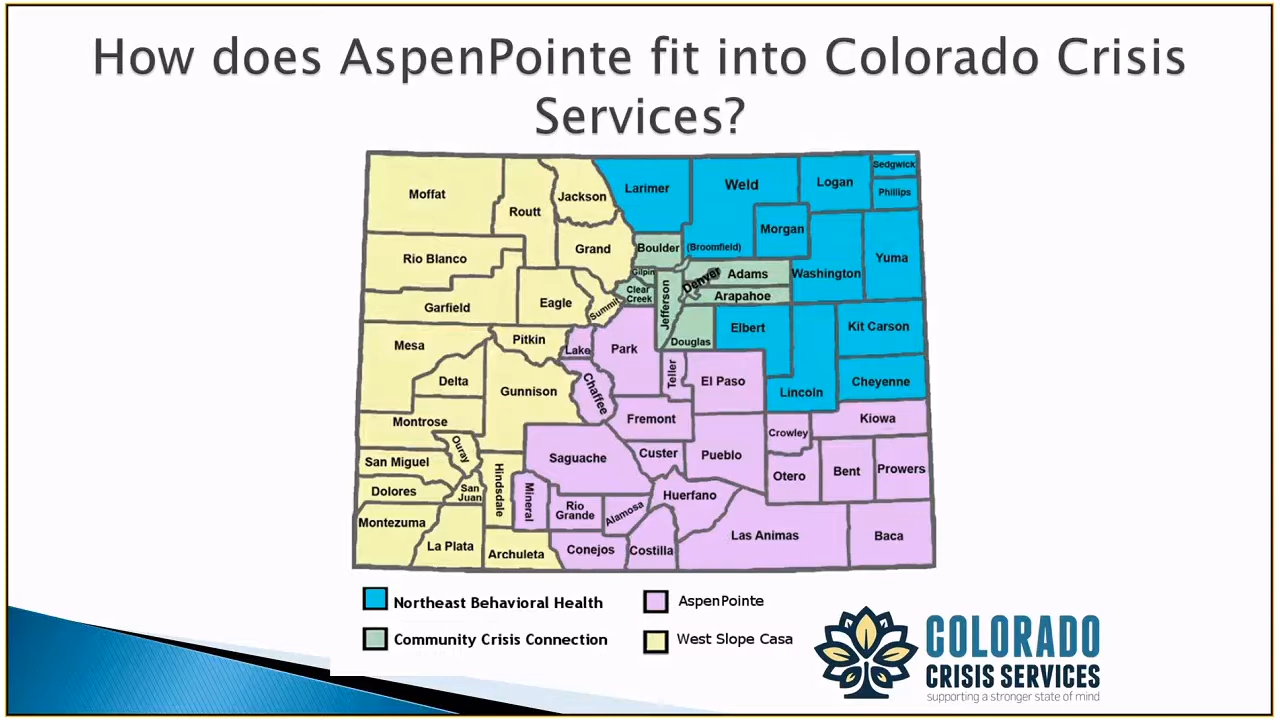 How does AspenPointe fit into Colorado Crisis
Services?
Moffat
Routt
Jackson
Larimer
Weld
Logan
Sedgwick
Phillips
Grand
Boulder
(Broomfield)
Morgan
Rio Blanco
Gilpin
Denver
Adams
Washington
Yuma
Garfield
Eagle
Summit
Clear
Creek
Jefferson
Arapahoe
Mesa
Pitkin
Lake
Park
Douglas
Elbert
Kit Carson
Delta
Gunnison
Chaffee
Teller
El Paso
Lincoln
Cheyenne
Montrose
Fremont
Crowley
Kiowa
Ouray
San Miguel
Saguache
Custer
Pueblo
Otero
Bent
Prowers
Dolores
San
Juan
Hindsdale
Mineral
Rio
Grande
Alamosa
Huerfano
Montezuma
La Plata
Archuleta
Conejos
Costilla
Las Animas
Baca
Northeast Behavioral Health
AspenPointe
Community Crisis Connection
West Slope Casa
COLORADO
CRISIS SERVICES
supporting a stronger state of mind